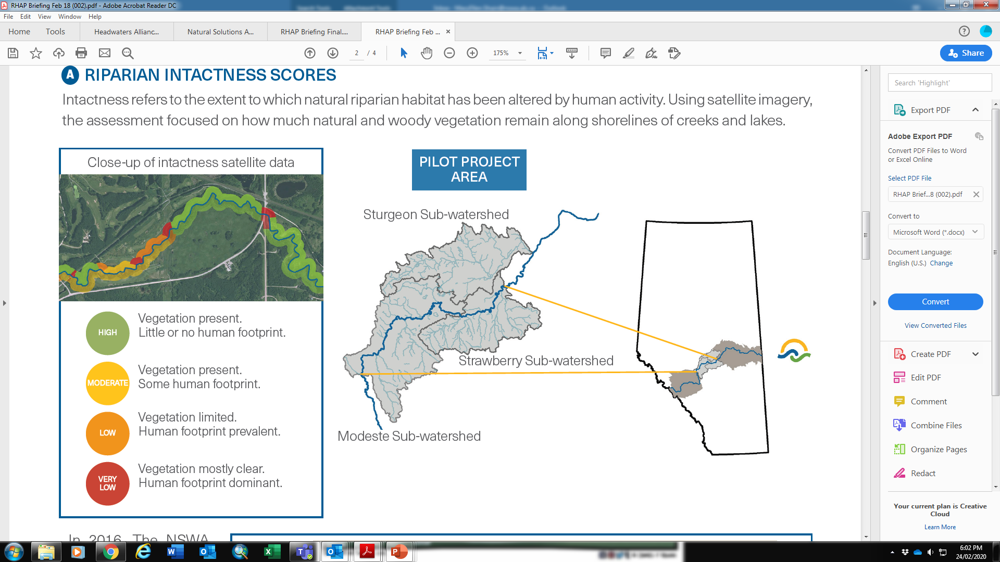 RHAP Briefing Feb 18 (002).pdf - Adobe Acrobat Reader DC
File Edit View Window Help
Home Tools Headwaters Allianc... Natural Solutions A... RHAP Briefing Final.... RHAP Briefing Feb ... ×
2 / 4 175% Share
A RIPARIAN INTACTNESS SCORES
Intactness refers to the extent to which natural riparian habitat has been altered by human activity. Using satellite imagery,
the assessment focused on how much natural and woody vegetation remain along shorelines of creeks and lakes.
Close-up of intactness satellite data
HIGH
Vegetation present.
Little or no human footprint.
MODERATE
Vegetation present.
Some human footprint.
LOW
Vegetation limited.
Human footprint prevalent.
VERY
LOW
Vegetation mostly clear.
Human footprint dominant.
PILOT PROJECT
AREA
Sturgeon Sub-watershed
Strawberry Sub-watershed
Modeste Sub-watershed
In 2016, The NSWA
Search 'Highlight'
Export PDF
Adobe Export PDF
Convert PDF Files to Word
or Excel Online
Select PDF File
RHAP Brief...8 (002).pdf
Convert to
Microsoft Word (*.docx)
Document Language:
English (U.S.) Change
Convert
View Converted Files
Create PDF
Edit PDF
Comment
Combine Files
Organize Pages
Redact
Your current plan is Creative
Cloud
Learn More
6:02 PM
24/02/2020